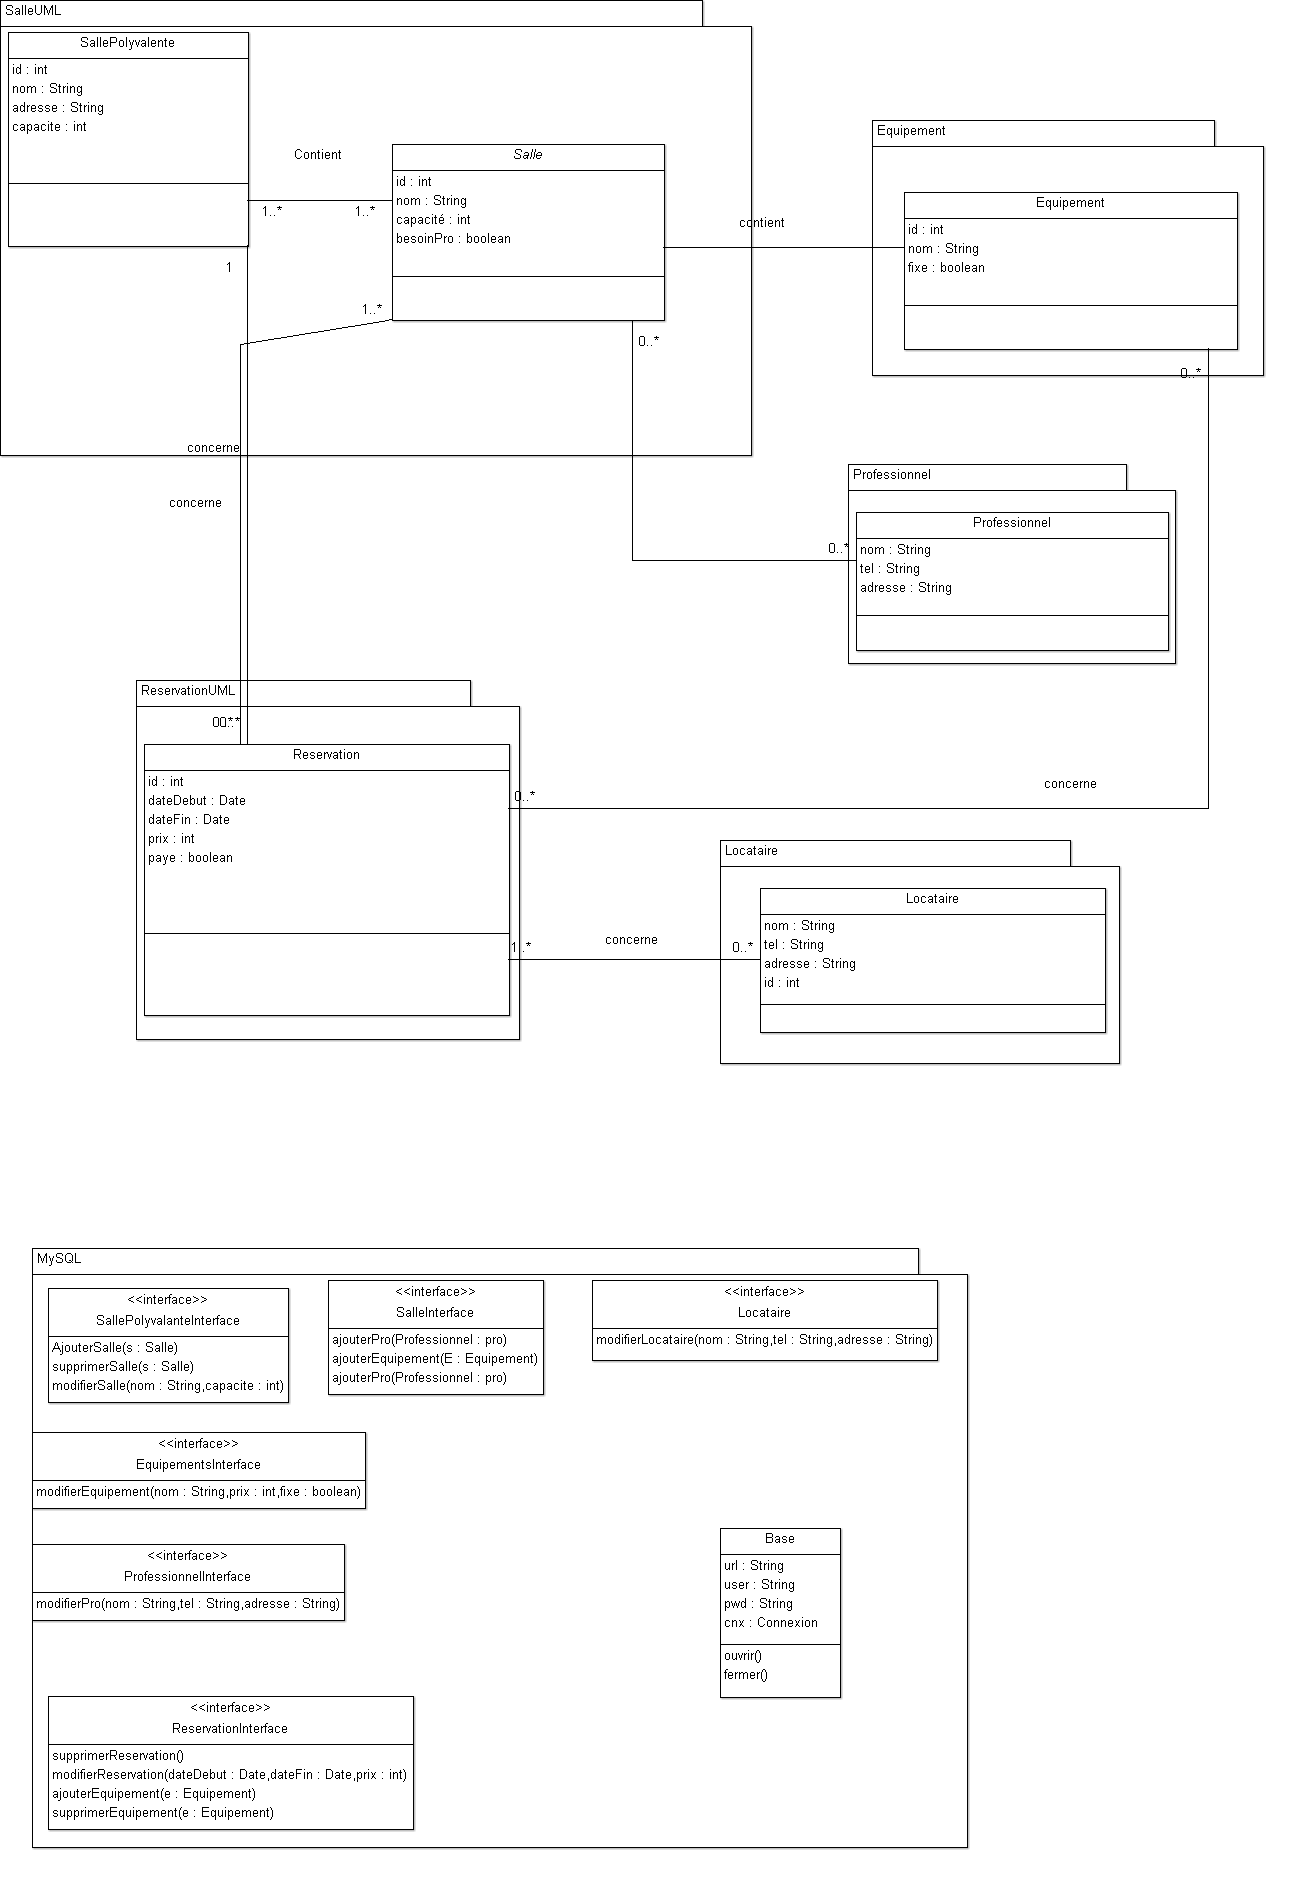 SalleUML
SallePolyvalente
id : int
nom : String
adresse : String
capacite : int
Contient
1..*
1..*
Salle
id : int
nom : String
capacité : int
besoinPro : boolean
contient
Equipement
Equipement
id : int
nom : String
fixe : boolean
1
1..*
0..*
0..*
concerne
concerne
Professionnel
Professionnel
0..*
nom : String
tel : String
adresse : String
ReservationUML
Reservation
id : int
dateDebut : Date
dateFin : Date
prix : int
paye : boolean
0..*
concerne
1..*
concerne
0..*
Locataire
Locataire
nom : String
tel : String
adresse : String
id : int
MySQL
<<interface>>
SallePolyvalanteInterface
AjouterSalle(s : Salle)
supprimerSalle(s : Salle)
modifierSalle(nom : String,capacite : int)
<<interface>>
SalleInterface
ajouterPro(Professionnel : pro)
ajouterEquipement(E : Equipement)
ajouterPro(Professionnel : pro)
<<interface>>
Locataire
modifierLocataire(nom : String,tel : String,adresse : String)
<<interface>>
EquipementsInterface
modifierEquipement(nom : String,prix : int,fixe : boolean)
<<interface>>
ProfessionnelInterface
modifierPro(nom : String,tel : String,adresse : String)
Base
url : String
user : String
pwd : String
cnx : Connexion
ouvrir()
fermer()
<<interface>>
ReservationInterface
supprimerReservation()
modifierReservation(dateDebut : Date,dateFin : Date,prix : int)
ajouterEquipement(e : Equipement)
supprimerEquipement(e : Equipement)